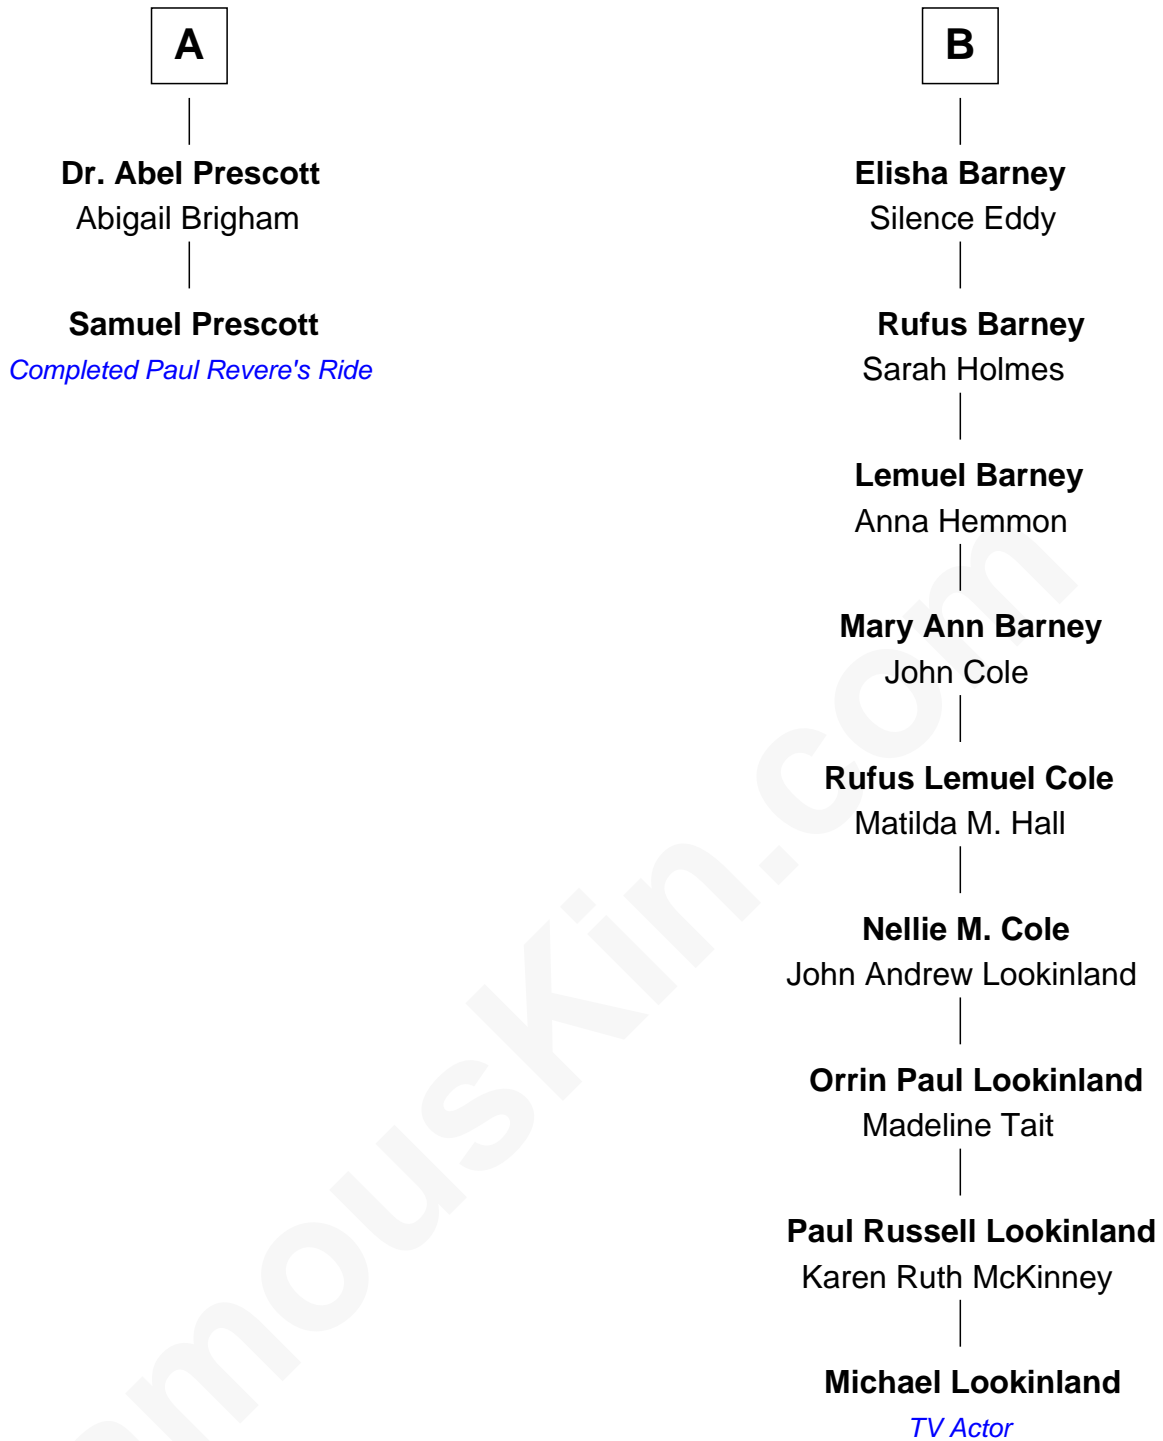 A
Dr. Abel Prescott
Abigail Brigham
Samuel Prescott
Completed Paul Revere's Ride
B
Elisha Barney
Silence Eddy
Rufus Barney
Sarah Holmes
Lemuel Barney
Anna Hemmon
Mary Ann Barney
John Cole
Rufus Lemuel Cole
Matilda M. Hall
Nellie M. Cole
John Andrew Lookinland
Orrin Paul Lookinland
Madeline Tait
Paul Russell Lookinland
Karen Ruth McKinney
Michael Lookinland
TV Actor
amouskin.com